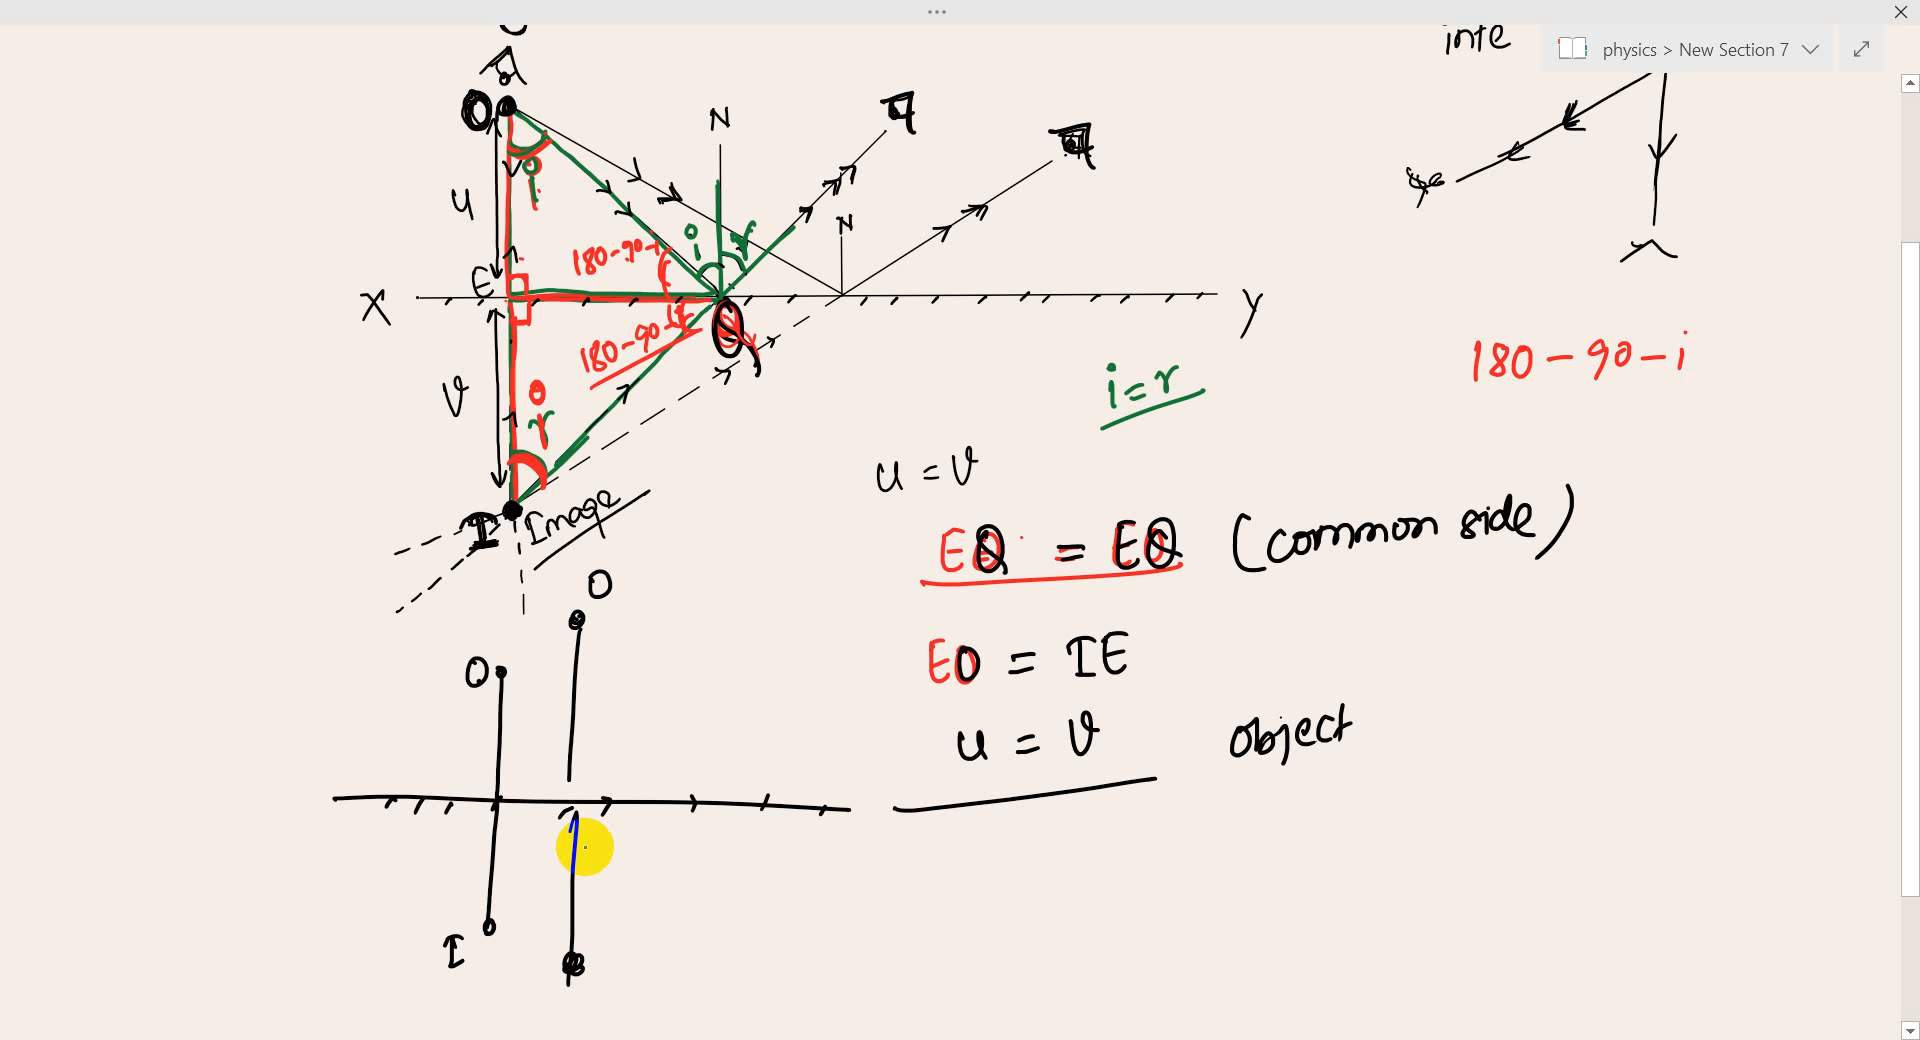 inte
physics > New Section 7
O
N
u
i
180-90-i
i
r
N
E
X
Y
Q
180-90-i
180-90-i
v
θ
r
i=r
u = v
I
Image
EQ = EQ (common side)
O
O
EO = IE
u = v
object
I